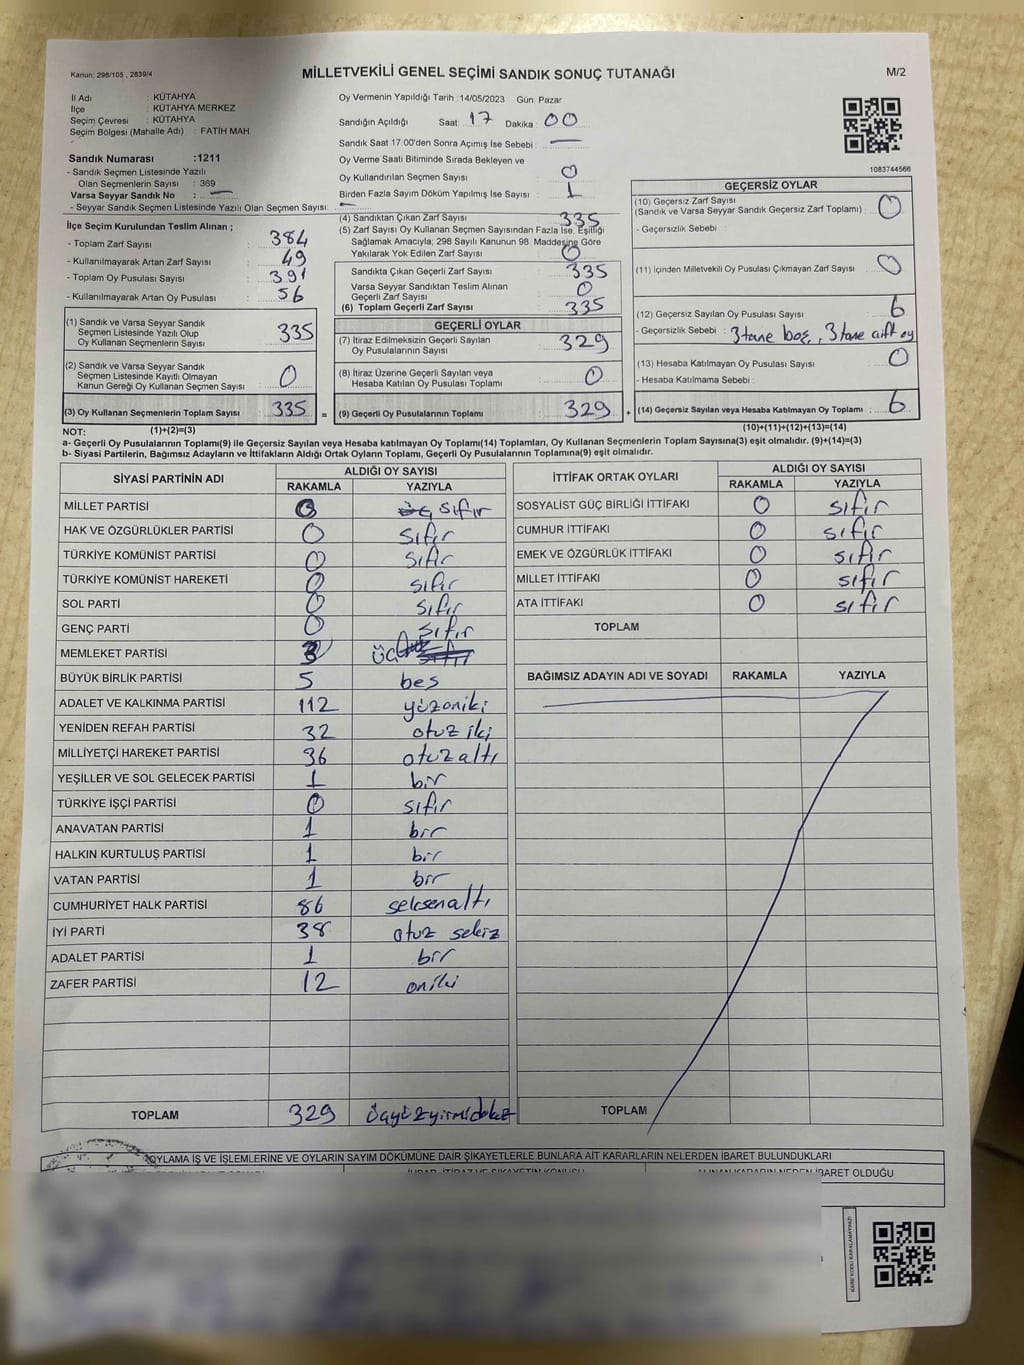 Kanun: 298/105 , 2839/4
MİLLETVEKİLİ GENEL SEÇİMİ SANDIK SONUÇ TUTANAĞI
M/2
İl Adı : KÜTAHYA
İlçe : KÜTAHYA MERKEZ
Seçim Çevresi : KÜTAHYA
Seçim Bölgesi (Mahalle Adı) : FATİH MAH.
Sandık Numarası :1211
- Sandık Seçmen Listesinde Yazılı
Olan Seçmenlerin Sayısı : 369
Varsa Seyyar Sandık No : —
- Seyyar Sandık Seçmen Listesinde Yazılı Olan Seçmen Sayısı: —
Oy Vermenin Yapıldığı Tarih :14/05/2023 Gün: Pazar
Sandığın Açıldığı Saat: 17 Dakika : 00
Sandık Saat 17.00'den Sonra Açımış İse Sebebi : —
Oy Verme Saati Bitiminde Sırada Bekleyen ve
Oy Kullandırılan Seçmen Sayısı : 0
Birden Fazla Sayım Döküm Yapılmış İse Sayısı : 1
1083744566
İlçe Seçim Kurulundan Teslim Alınan ;
- Toplam Zarf Sayısı : 384
- Kullanılmayarak Artan Zarf Sayısı : 49
- Toplam Oy Pusulası Sayısı : 391
- Kullanılmayarak Artan Oy Pusulası : 56
(4) Sandıktan Çıkan Zarf Sayısı : 335
(5) Zarf Sayısı Oy Kullanan Seçmen Sayısından Fazla İse, Eşitliği
Sağlamak Amacıyla; 298 Sayılı Kanunun 98. Maddesine Göre
Yakılarak Yok Edilen Zarf Sayısı : 0
Sandıkta Çıkan Geçerli Zarf Sayısı : 335
Varsa Seyyar Sandıktan Teslim Alınan
Geçerli Zarf Sayısı : 0
(6) Toplam Geçerli Zarf Sayısı : 335
GEÇERSİZ OYLAR
(10) Geçersiz Zarf Sayısı
(Sandık ve Varsa Seyyar Sandık Geçersiz Zarf Toplamı) : 0
- Geçersizlik Sebebi :
(11) İçinden Milletvekili Oy Pusulası Çıkmayan Zarf Sayısı : 0
(12) Geçersiz Sayılan Oy Pusulası Sayısı : 6
- Geçersizlik Sebebi : 3 tane boş, 3 tane çift oy
(13) Hesaba Katılmayan Oy Pusulası Sayısı : 0
- Hesaba Katılmama Sebebi :
(14) Geçersiz Sayılan veya Hesaba Katılmayan Oy Toplamı : 6
(1) Sandık ve Varsa Seyyar Sandık
Seçmen Listesinde Yazılı Olup
Oy Kullanan Seçmenlerin Sayısı : 335
(2) Sandık ve Varsa Seyyar Sandık
Seçmen Listesinde Kayıtlı Olmayan
Kanun Gereği Oy Kullanan Seçmen Sayısı : 0
(3) Oy Kullanan Seçmenlerin Toplam Sayısı : 335 =
GEÇERLİ OYLAR
(7) İtiraz Edilmeksizin Geçerli Sayılan
Oy Pusulalarının Sayısı : 329
(8) İtiraz Üzerine Geçerli Sayılan veya
Hesaba Katılan Oy Pusulası Toplamı : 0
(9) Geçerli Oy Pusulalarının Toplamı : 329 +
NOT: (1)+(2)=(3) (10)+(11)+(12)+(13)=(14)
a- Geçerli Oy Pusulalarının Toplamı(9) ile Geçersiz Sayılan veya Hesaba katılmayan Oy Toplamı(14) Toplamları, Oy Kullanan Seçmenlerin Toplam Sayısına(3) eşit olmalıdır. (9)+(14)=(3)
b- Siyasi Partilerin, Bağımsız Adayların ve İttifakların Aldığı Ortak Oyların Toplamı, Geçerli Oy Pusulalarının Toplamına(9) eşit olmalıdır.
SİYASİ PARTİNİN ADI ALDIĞI OY SAYISI
RAKAMLA YAZIYLA
MİLLET PARTİSİ 0 sıfır
HAK VE ÖZGÜRLÜKLER PARTİSİ 0 sıfır
TÜRKİYE KOMÜNİST PARTİSİ 0 sıfır
TÜRKİYE KOMÜNİST HAREKETİ 0 sıfır
SOL PARTİ 0 sıfır
GENÇ PARTİ 0 sıfır
MEMLEKET PARTİSİ 3 üç
BÜYÜK BİRLİK PARTİSİ 5 bes
ADALET VE KALKINMA PARTİSİ 112 yüzoniki
YENİDEN REFAH PARTİSİ 32 otuz iki
MİLLİYETÇİ HAREKET PARTİSİ 36 otuz altı
YEŞİLLER VE SOL GELECEK PARTİSİ 1 bir
TÜRKİYE İŞÇİ PARTİSİ 0 sıfır
ANAVATAN PARTİSİ 1 bir
HALKIN KURTULUŞ PARTİSİ 1 bir
VATAN PARTİSİ 1 bir
CUMHURİYET HALK PARTİSİ 86 seksenaltı
İYİ PARTİ 38 otuz sekiz
ADALET PARTİSİ 1 bir
ZAFER PARTİSİ 12 oniki
TOPLAM 329 üçyüzyirmidokuz
İTTİFAK ORTAK OYLARI ALDIĞI OY SAYISI
RAKAMLA YAZIYLA
SOSYALİST GÜÇ BİRLİĞİ İTTİFAKI 0 sıfır
CUMHUR İTTİFAKI 0 sıfır
EMEK VE ÖZGÜRLÜK İTTİFAKI 0 sıfır
MİLLET İTTİFAKI 0 sıfır
ATA İTTİFAKI 0 sıfır
TOPLAM
BAĞIMSIZ ADAYIN ADI VE SOYADI RAKAMLA YAZIYLA
TOPLAM
OYLAMA İŞ VE İŞLEMLERİNE VE OYLARIN SAYIM DÖKÜMÜNE DAİR ŞİKAYETLERLE BUNLARA AİT KARARLARIN NELERDEN İBARET BULUNDUKLARI
İHBAR, İTİRAZ VE ŞİKAYETİN KONUSU ALINAN KARARIN NEDEN İBARET OLDUĞU
KARE KODU KARALAMAYINIZ!